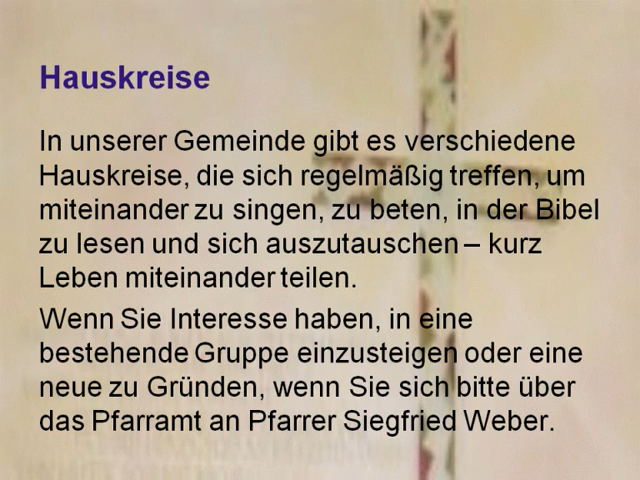 Hauskreise
In unserer Gemeinde gibt es verschiedene
Hauskreise, die sich regelmäßig treffen, um
miteinander zu singen, zu beten, in der Bibel
zu lesen und sich auszutauschen – kurz
Leben miteinander teilen.
Wenn Sie Interesse haben, in eine
bestehende Gruppe einzusteigen oder eine
neue zu Gründen, wenn Sie sich bitte über
das Pfarramt an Pfarrer Siegfried Weber.